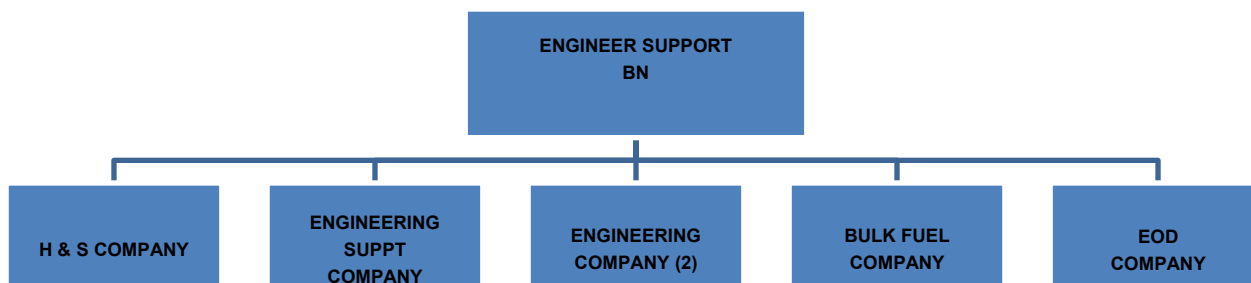 ENGINEER SUPPORT
BN
H & S COMPANY
ENGINEERING
SUPPT
COMPANY
ENGINEERING
COMPANY (2)
BULK FUEL
COMPANY
EOD
COMPANY